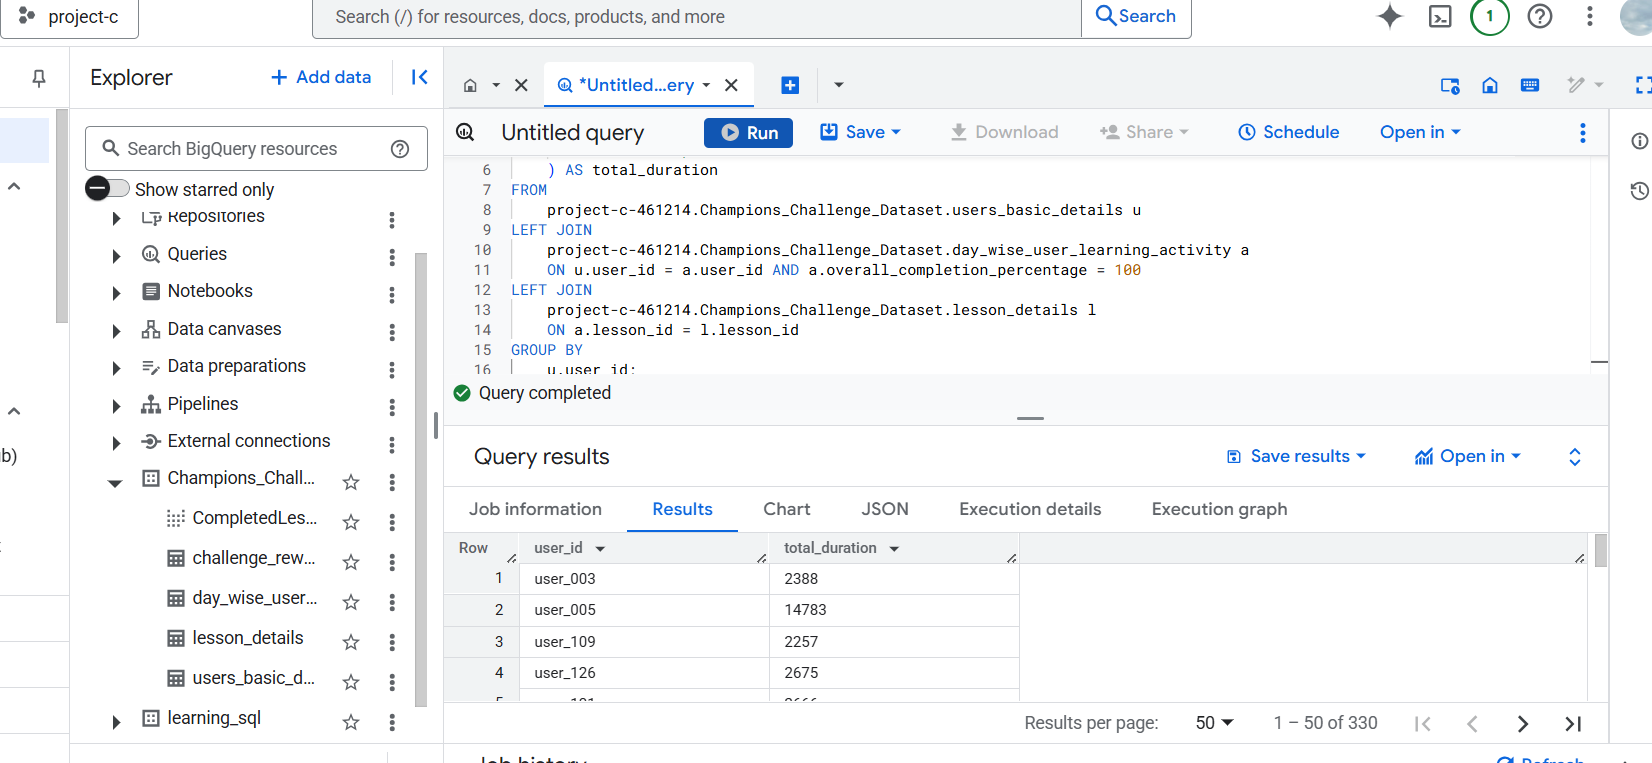 project-c
Search (/) for resources, docs, products, and more
Search
1
Explorer
+ Add data
*Untitled...ery
Search BigQuery resources
Show starred only
Repositories
Queries
Notebooks
Data canvases
Data preparations
Pipelines
External connections
Champions_Chall...
CompletedLes...
challenge_rew...
day_wise_user...
lesson_details
users_basic_d...
learning_sql
b)
Untitled query
Run
Save
Download
Share
Schedule
Open in
6 ) AS total_duration
7 FROM
8 project-c-461214.Champions_Challenge_Dataset.users_basic_details u
9 LEFT JOIN
10 project-c-461214.Champions_Challenge_Dataset.day_wise_user_learning_activity a
11 ON u.user_id = a.user_id AND a.overall_completion_percentage = 100
12 LEFT JOIN
13 project-c-461214.Champions_Challenge_Dataset.lesson_details l
14 ON a.lesson_id = l.lesson_id
15 GROUP BY
16 u.user_id;
Query completed
Query results
Save results
Open in
Job information Results Chart JSON Execution details Execution graph
Row user_id total_duration
1 user_003 2388
2 user_005 14783
3 user_109 2257
4 user_126 2675
Results per page: 50 1 – 50 of 330
Job history
Refresh